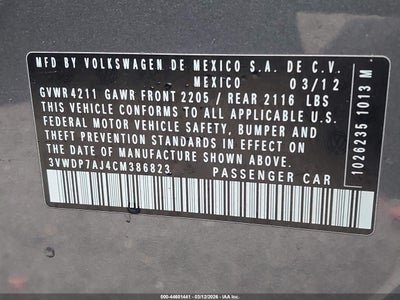 MFD BY VOLKSWAGEN DE MEXICO S.A. DE C.V.
MEXICO 03/12
GVWR 4211 GAWR FRONT 2205 / REAR 2116 LBS
THIS VEHICLE CONFORMS TO ALL APPLICABLE U.S.
FEDERAL MOTOR VEHICLE SAFETY, BUMPER AND
THEFT PREVENTION STANDARDS IN EFFECT ON
THE DATE OF MANUFACTURE SHOWN ABOVE.
3VWDP7AJ4CM386823 PASSENGER CAR
1026235 1013 M
000-44601441 - 03/12/2026 - IAA Inc.